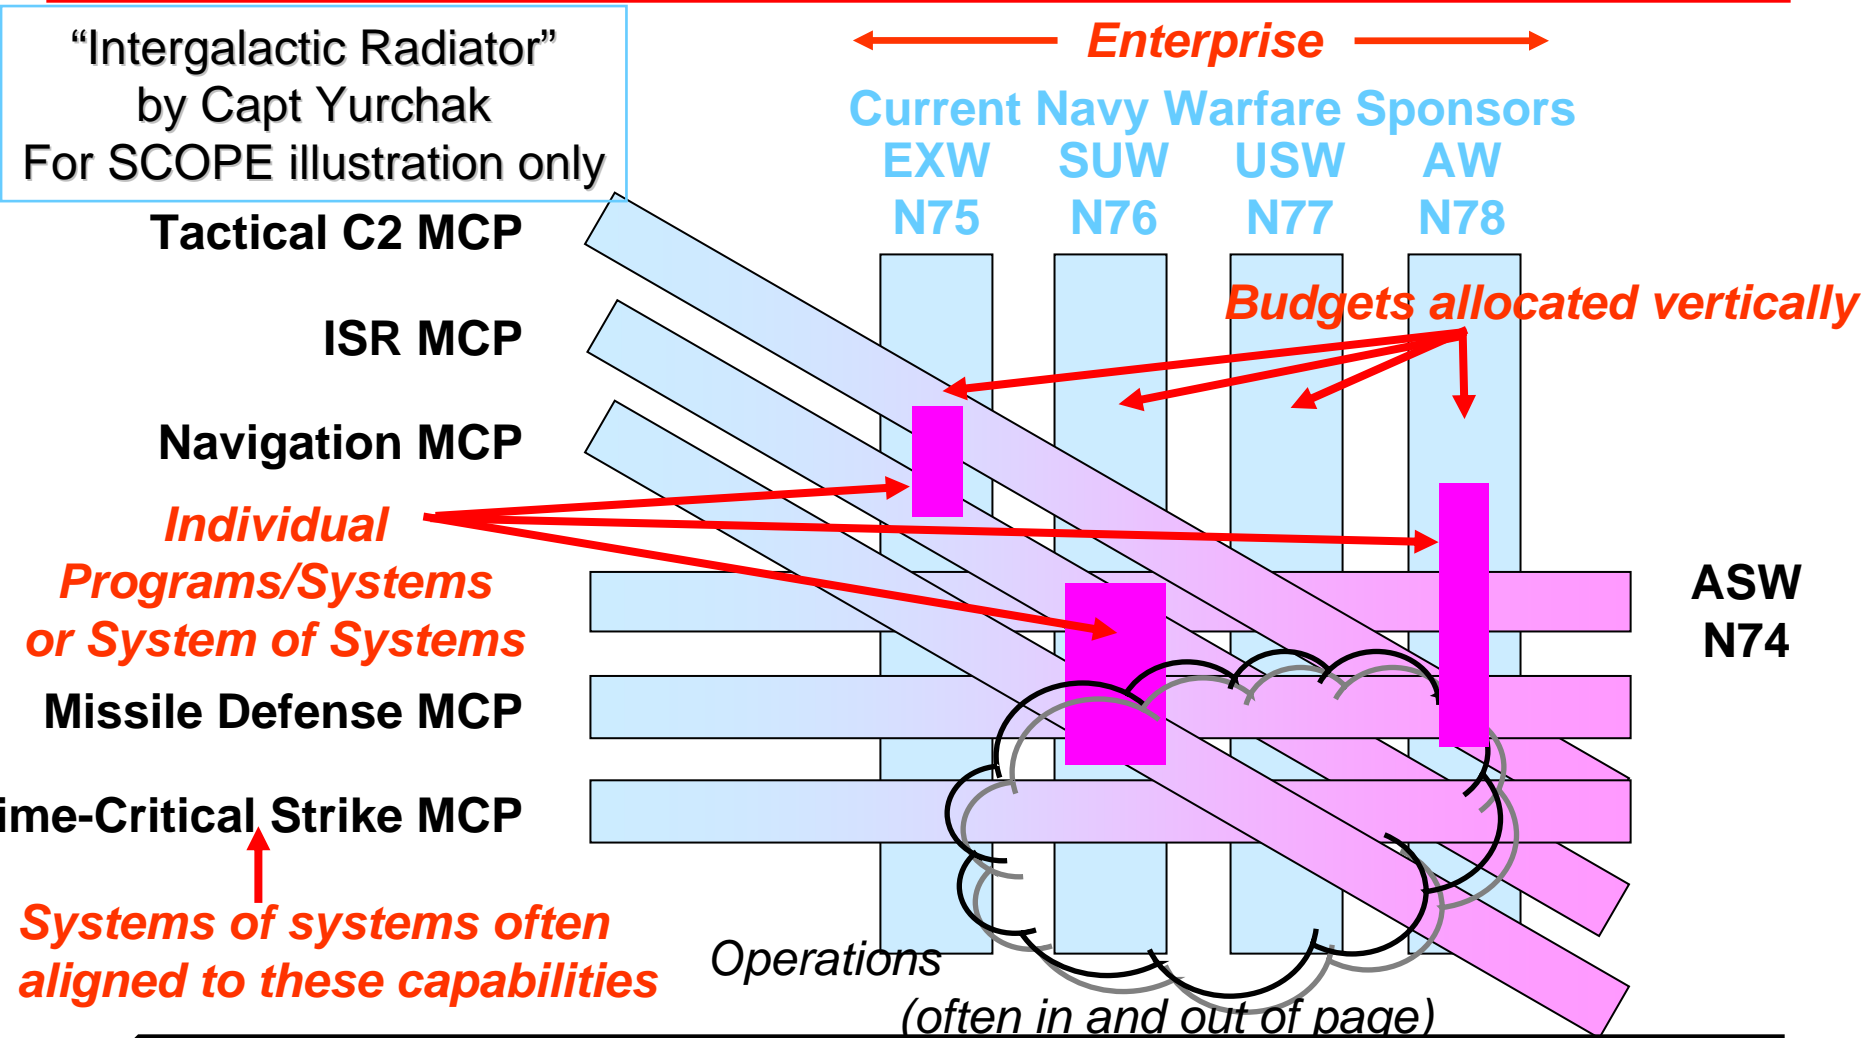 “Intergalactic Radiator”
by Capt Yurchak
For SCOPE illustration only
Enterprise
Current Navy Warfare Sponsors
EXW SUW USW AW
N75 N76 N77 N78
Tactical C2 MCP
Budgets allocated vertically
ISR MCP
Navigation MCP
Individual
Programs/Systems
or System of Systems
ASW
N74
Missile Defense MCP
ime-Critical Strike MCP
Systems of systems often
aligned to these capabilities
Operations
(often in and out of page)